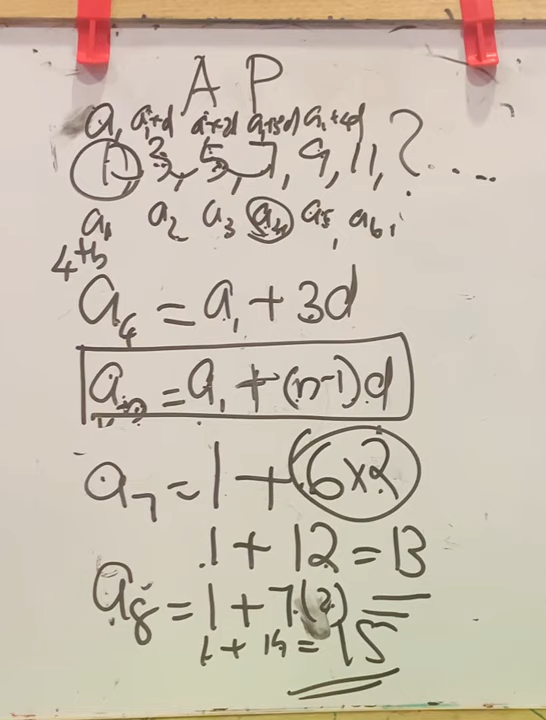 A P
a₁ a₁+d a+2d a₁+3d a₁+4d
1, 3, 5, 7, 9, 11, ? ....
a₁ a₂ a₃ a₄ a₅, a₆,
4th
a₄ = a₁ + 3d
aₙ = a₁ + (n-1)d
a₇ = 1 + (6×2
1 + 12 = 13
a₈ = 1 + 7(2)
1 + 14 = 15